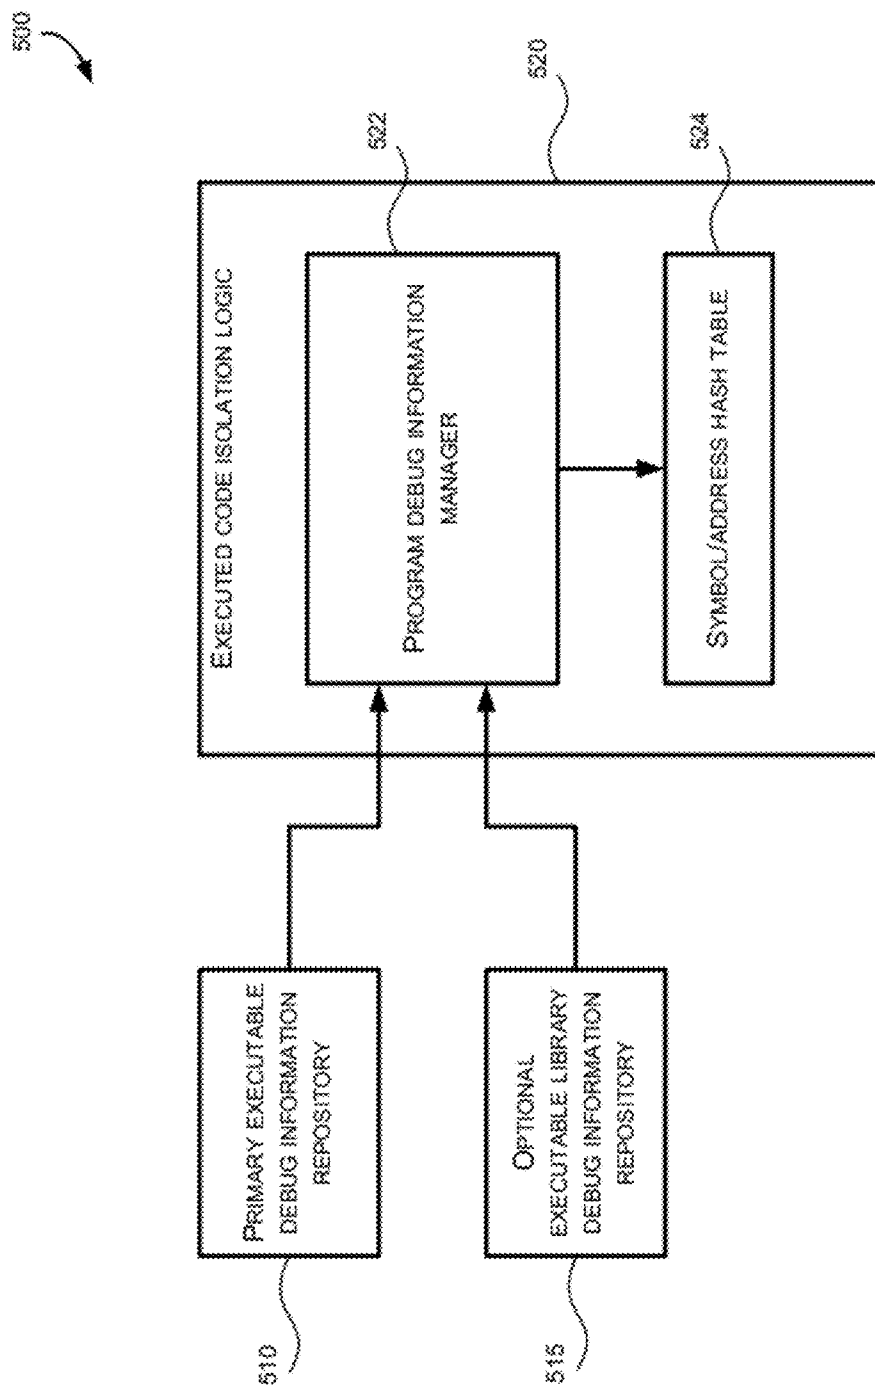 500
520
522
524
EXECUTED CODE ISOLATION LOGIC
PROGRAM DEBUG INFORMATION
MANAGER
SYMBOL/ADDRESS HASH TABLE
PRIMARY EXECUTABLE
DEBUG INFORMATION
REPOSITORY
OPTIONAL
EXECUTABLE LIBRARY
DEBUG INFORMATION
REPOSITORY
510
515